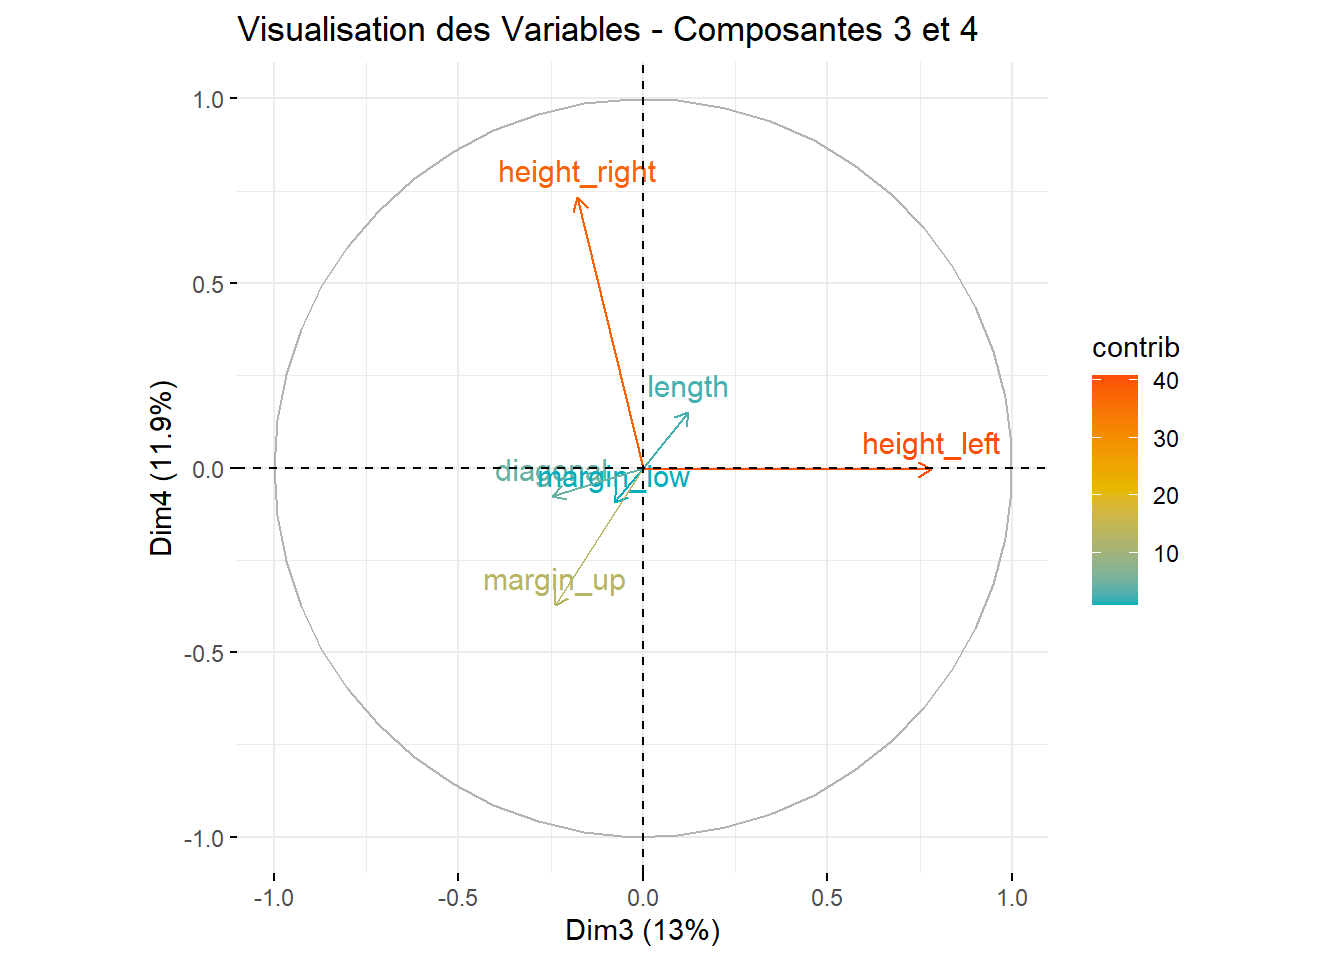 Visualisation des Variables - Composantes 3 et 4
1.0
height_right
0.5
contrib
length
40
height_left
30
0.0
diagonal
margin_low
20
10
margin_up
-0.5
-1.0
Dim4 (11.9%)
-1.0 -0.5 0.0 0.5 1.0
Dim3 (13%)